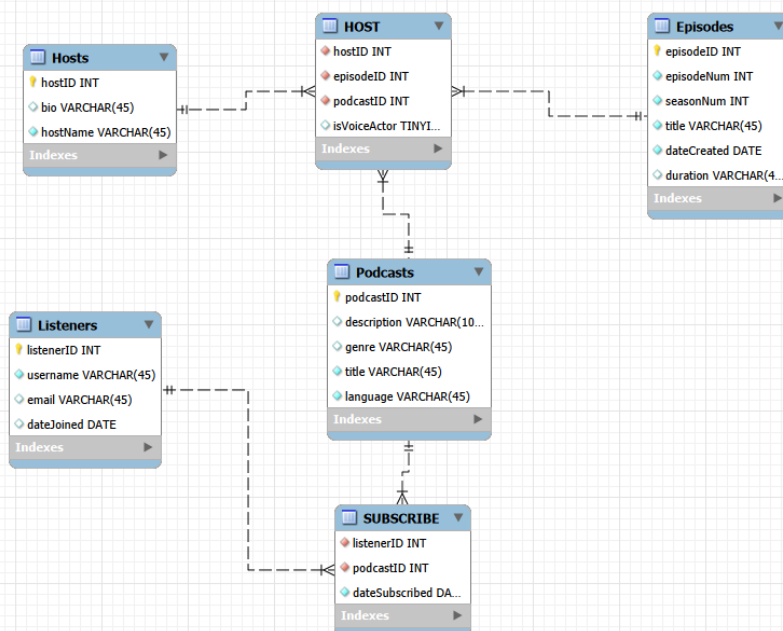 Hosts
hostID INT
bio VARCHAR(45)
hostName VARCHAR(45)
Indexes
HOST
hostID INT
episodeID INT
podcastID INT
isVoiceActor TINYI...
Indexes
Episodes
episodeID INT
episodeNum INT
seasonNum INT
title VARCHAR(45)
dateCreated DATE
duration VARCHAR(4...
Indexes
Podcasts
podcastID INT
description VARCHAR(10...
genre VARCHAR(45)
title VARCHAR(45)
language VARCHAR(45)
Indexes
Listeners
listenerID INT
username VARCHAR(45)
email VARCHAR(45)
dateJoined DATE
Indexes
SUBSCRIBE
listenerID INT
podcastID INT
dateSubscribed DA...
Indexes